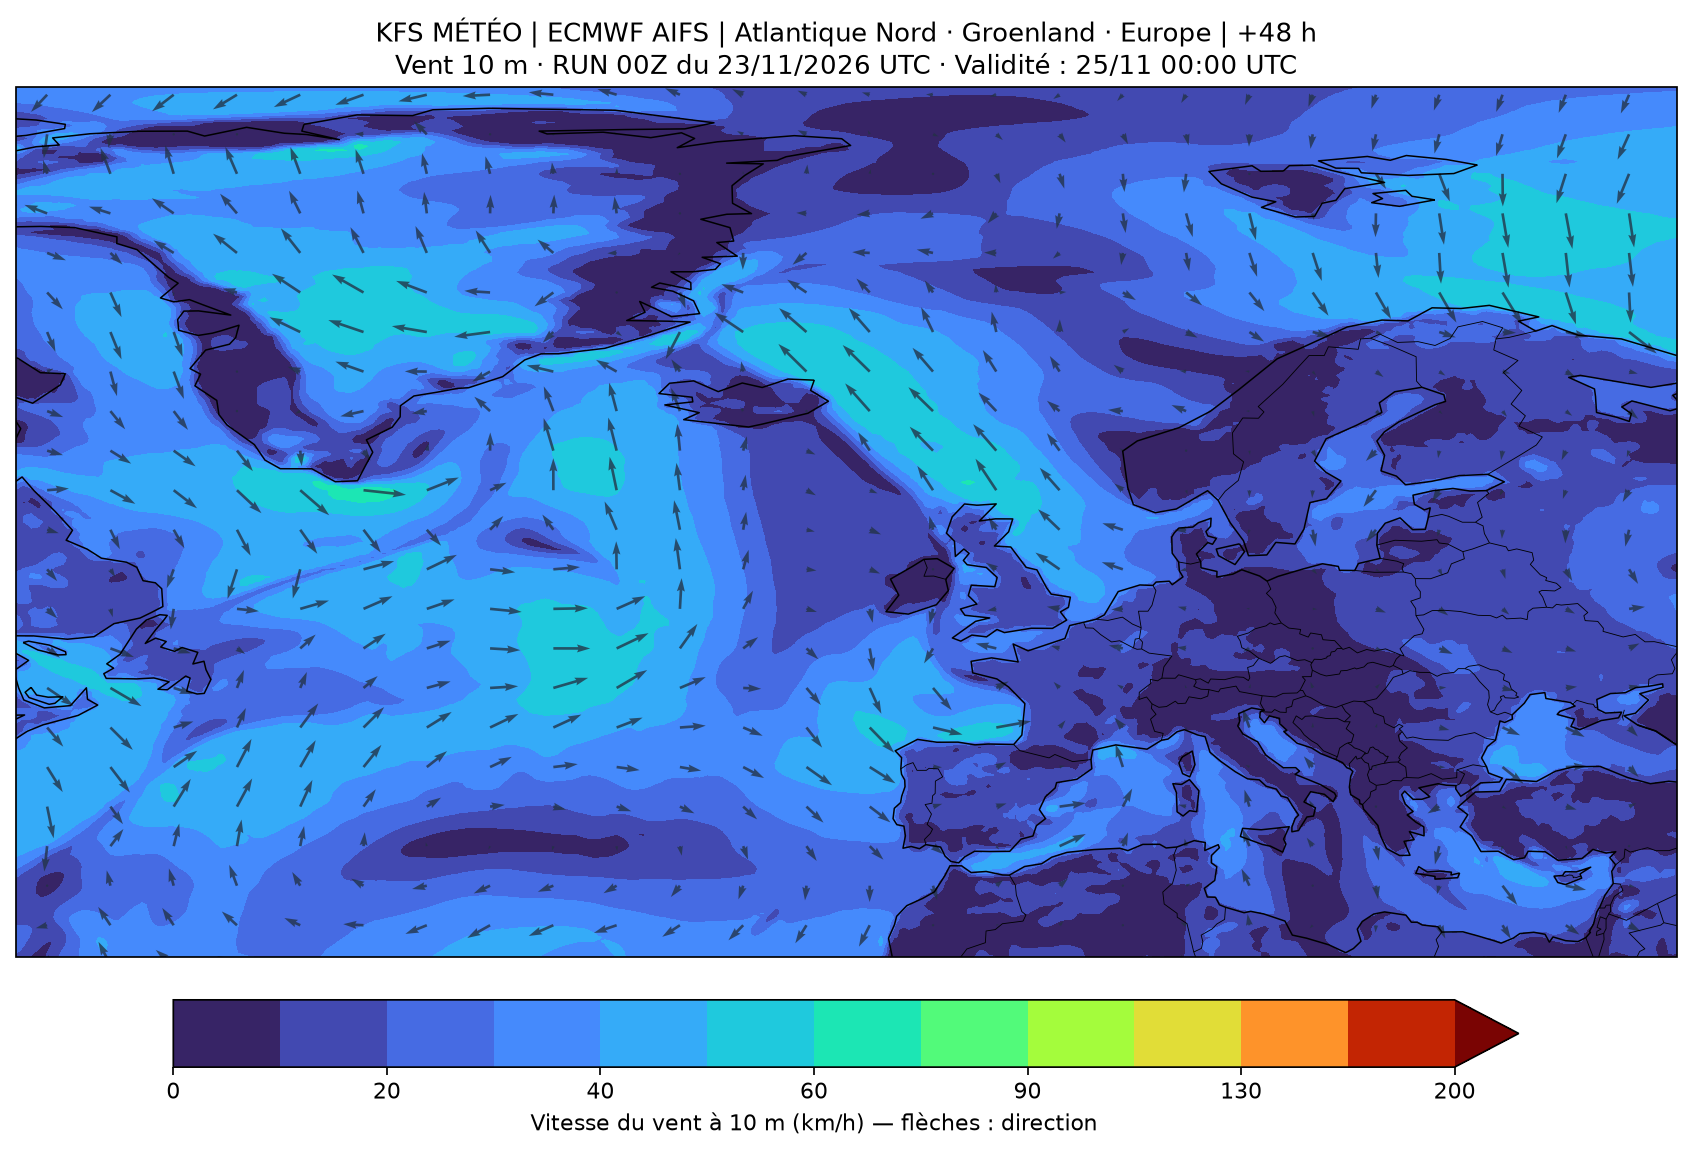 KFS MÉTÉO | ECMWF AIFS | Atlantique Nord · Groenland · Europe | +48 h
Vent 10 m · RUN 00Z du 23/11/2026 UTC · Validité : 25/11 00:00 UTC
0 20 40 60 90 130 200
Vitesse du vent à 10 m (km/h) — flèches : direction